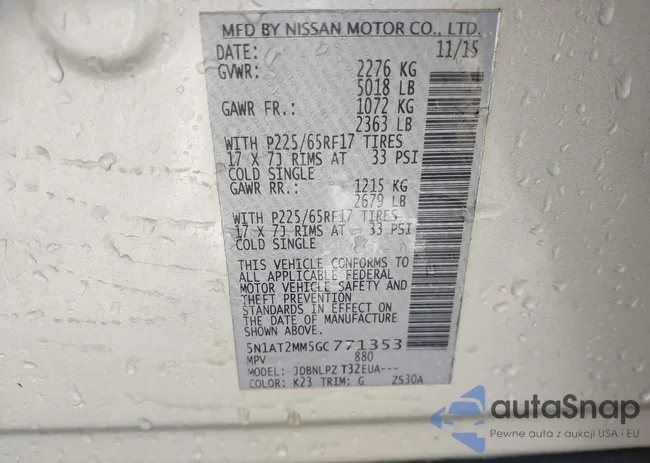 MFD BY NISSAN MOTOR CO., LTD.
DATE: 11/15
GVWR: 2276 KG
5018 LB
GAWR FR.: 1072 KG
2363 LB
WITH P225/65RF17 TIRES
17 X 7J RIMS AT 33 PSI
COLD SINGLE
GAWR RR.: 1215 KG
2679 LB
WITH P225/65RF17 TIRES
17 X 7J RIMS AT 33 PSI
COLD SINGLE
THIS VEHICLE CONFORMS TO
ALL APPLICABLE FEDERAL
MOTOR VEHICLE SAFETY AND
THEFT PREVENTION
STANDARDS IN EFFECT ON
THE DATE OF MANUFACTURE
SHOWN ABOVE.
5N1AT2MM5GC771353
MPV 880
MODEL: JDBNLPZ T32EUA---
COLOR: K23 TRIM: G ZS30A
autaSnap
Pewne auta z aukcji USA i EU